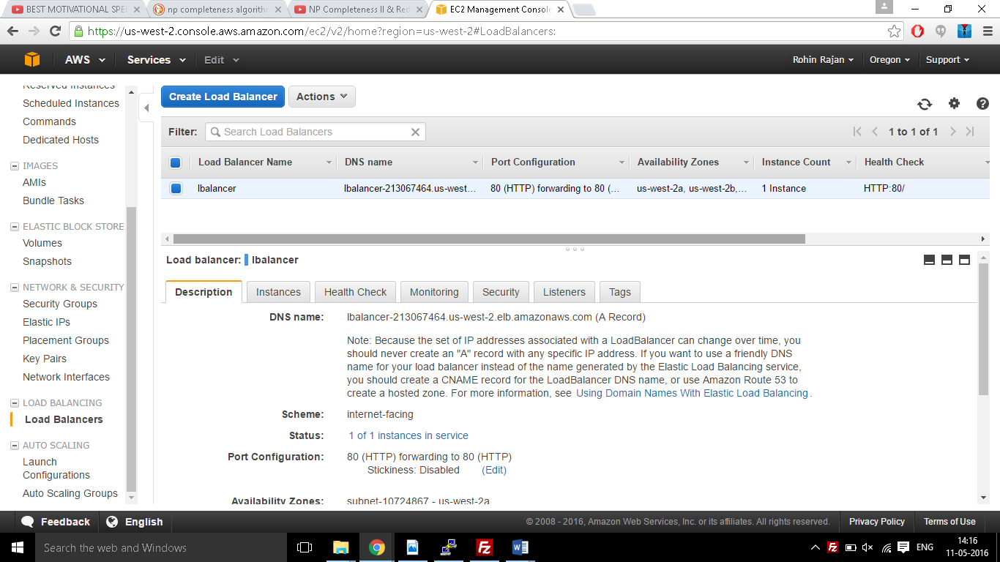 BEST MOTIVATIONAL SPE
np completeness algorith
NP Completeness II & Red
EC2 Management Console
https://us-west-2.console.aws.amazon.com/ec2/v2/home?region=us-west-2#LoadBalancers:
AWS Services Edit Rohin Rajan Oregon Support
Reserved Instances
Scheduled Instances
Commands
Dedicated Hosts
IMAGES
AMIs
Bundle Tasks
ELASTIC BLOCK STORE
Volumes
Snapshots
NETWORK & SECURITY
Security Groups
Elastic IPs
Placement Groups
Key Pairs
Network Interfaces
LOAD BALANCING
Load Balancers
AUTO SCALING
Launch
Configurations
Auto Scaling Groups
Create Load Balancer Actions
Filter: Search Load Balancers 1 to 1 of 1
Load Balancer Name DNS name Port Configuration Availability Zones Instance Count Health Check
lbalancer lbalancer-213067464.us-west... 80 (HTTP) forwarding to 80 (... us-west-2a, us-west-2b,... 1 Instance HTTP:80/
Load balancer: lbalancer
Description Instances Health Check Monitoring Security Listeners Tags
DNS name: lbalancer-213067464.us-west-2.elb.amazonaws.com (A Record)
Note: Because the set of IP addresses associated with a LoadBalancer can change over time, you
should never create an "A" record with any specific IP address. If you want to use a friendly DNS
name for your load balancer instead of the name generated by the Elastic Load Balancing service,
you should create a CNAME record for the LoadBalancer DNS name, or use Amazon Route 53 to
create a hosted zone. For more information, see Using Domain Names With Elastic Load Balancing.
Scheme: internet-facing
Status: 1 of 1 instances in service
Port Configuration: 80 (HTTP) forwarding to 80 (HTTP)
Stickiness: Disabled (Edit)
Availability Zones: subnet-10724867 - us-west-2a
Feedback English © 2008 - 2016, Amazon Web Services, Inc. or its affiliates. All rights reserved. Privacy Policy Terms of Use
Search the web and Windows
ENG
14:16
11-05-2016